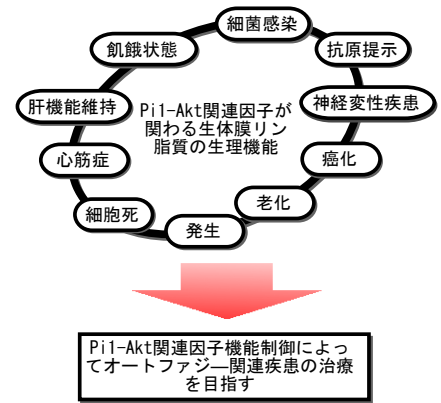 細菌感染
飢餓状態
抗原提示
肝機能維持
神経変性疾患
Pi1-Akt関連因子が
関わる生体膜リン
脂質の生理機能
心筋症
癌化
細胞死
老化
発生
Pi1-Akt関連因子機能制御によっ
てオートファジ―関連疾患の治療
を目指す